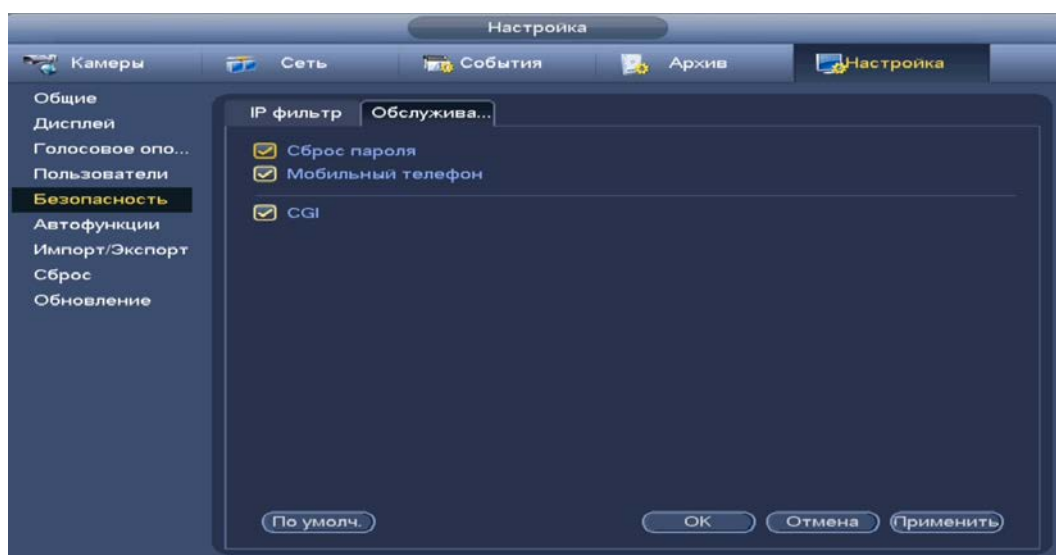 Настройка
Камеры
Сеть
События
Архив
Настройка
Общие
Дисплей
Голосовое опо...
Пользователи
Безопасность
Автофункции
Импорт/Экспорт
Сброс
Обновление
IP фильтр
Обслужива...
Сброс пароля
Мобильный телефон
CGI
По умолч.
OK
Отмена
Применить